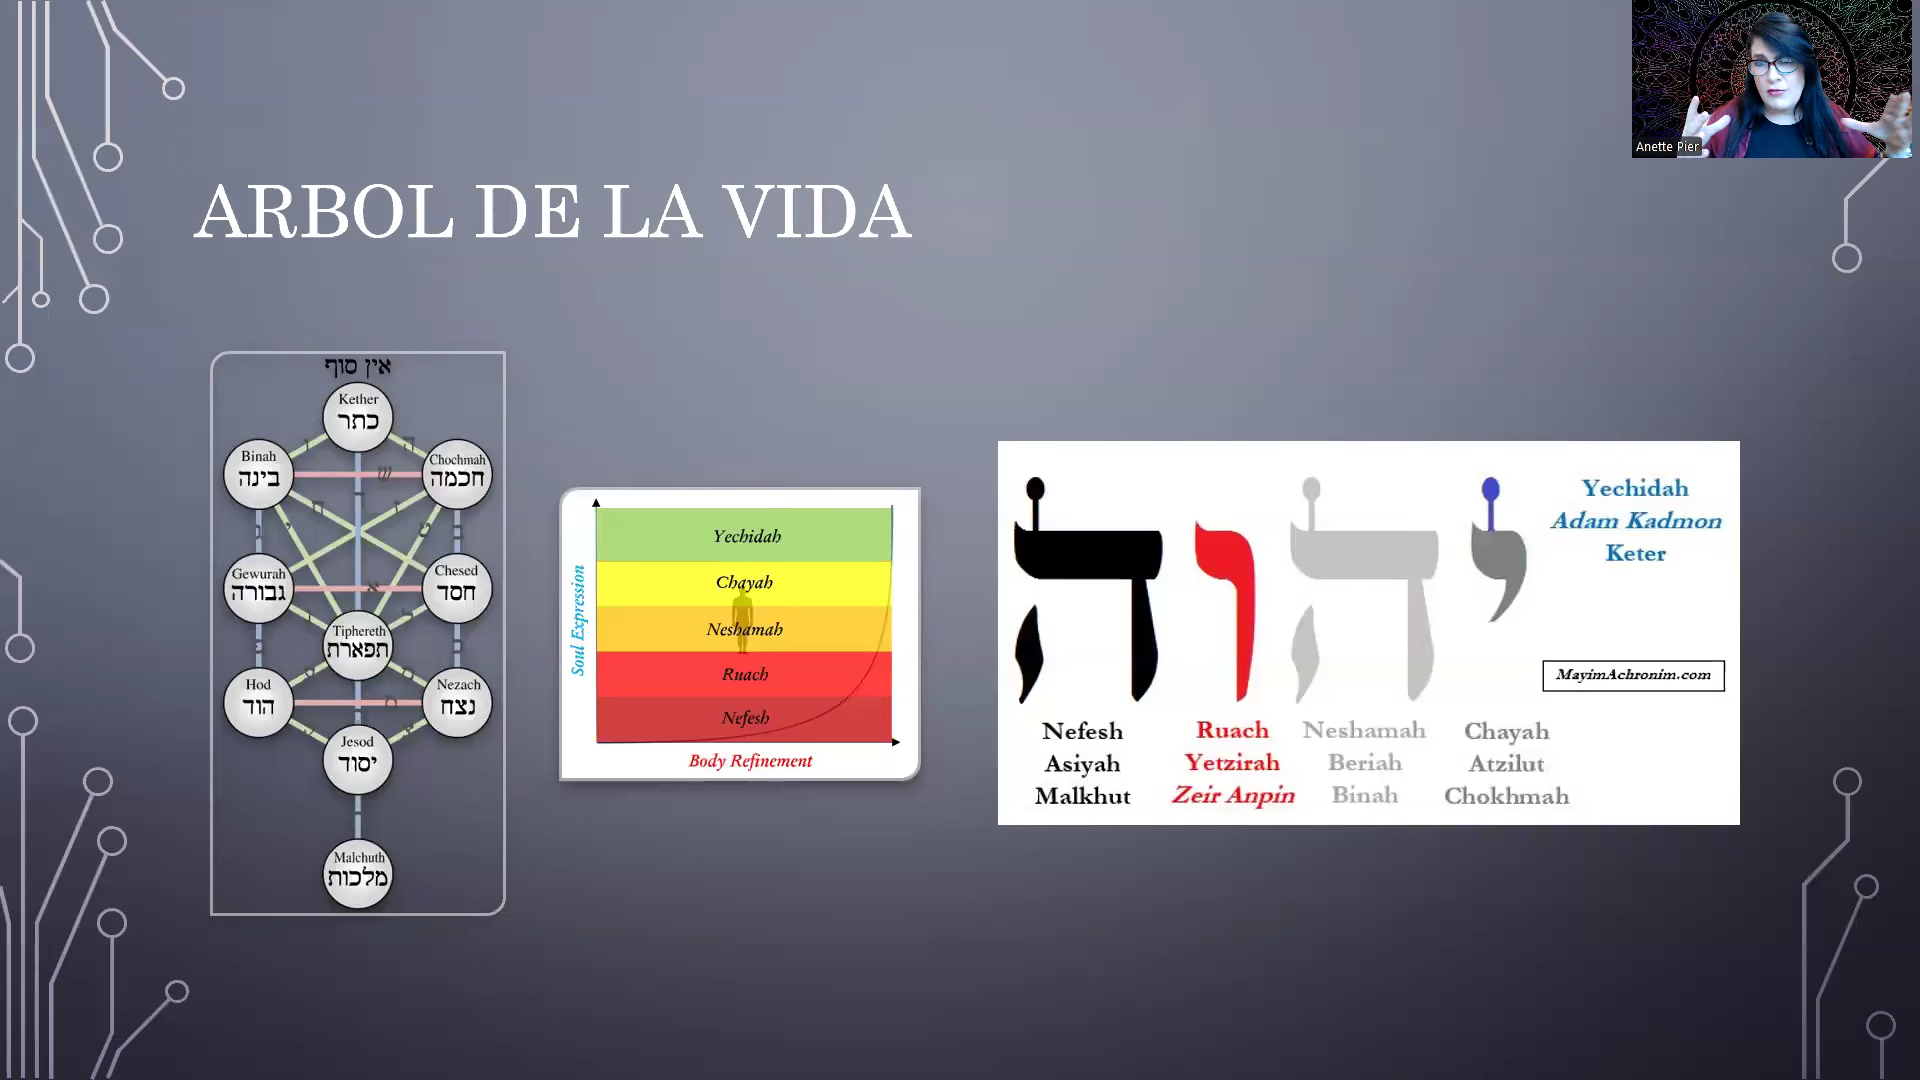 Anette Pier
ARBOL DE LA VIDA
אין סוף
Kether
כתר
Binah
בינה
Chochmah
חכמה
Gewurah
גבורה
Chesed
חסד
Tiphereth
תפארת
Hod
הוד
Nezach
נצח
Jesod
יסוד
Malchuth
מלכות
Soul Expression
Yechidah
Chayah
Neshamah
Ruach
Nefesh
Body Refinement
יהוה
Yechidah
Adam Kadmon
Keter
MayimAchronim.com
Nefesh
Asiyah
Malkhut
Ruach
Yetzirah
Zeir Anpin
Neshamah
Beriah
Binah
Chayah
Atzilut
Chokhmah